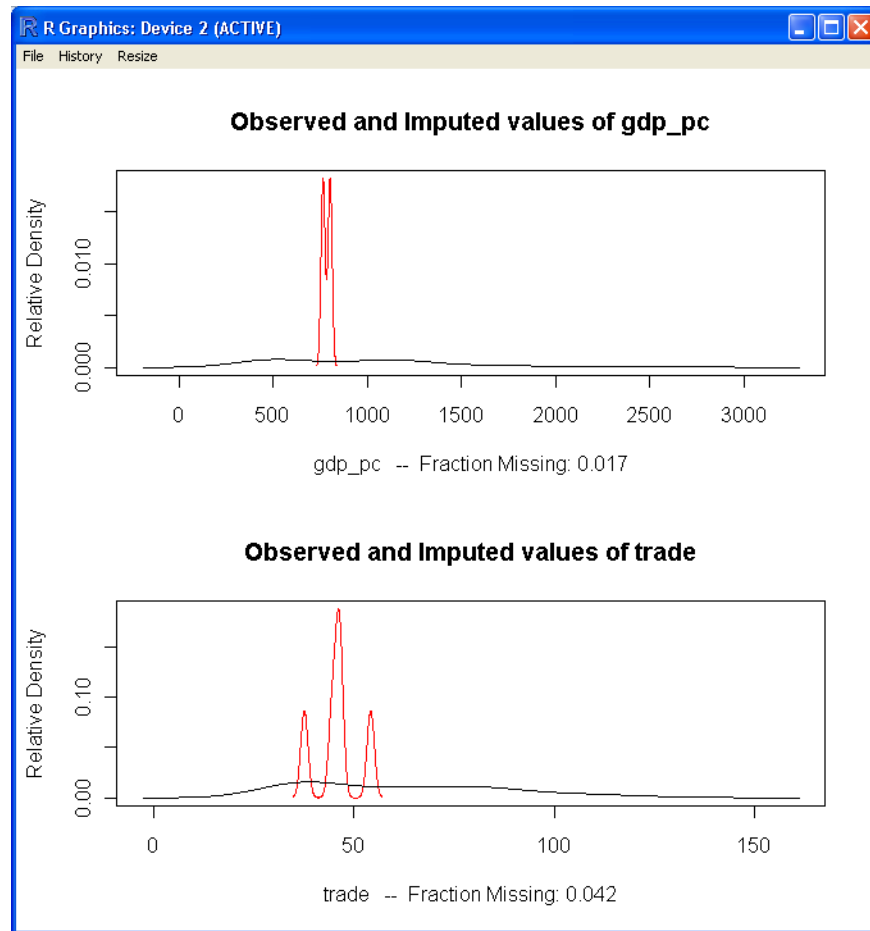 R Graphics: Device 2 (ACTIVE)
File History Resize
Observed and Imputed values of gdp_pc
Relative Density
0.010
0.000
0 500 1000 1500 2000 2500 3000
gdp_pc -- Fraction Missing: 0.017
Observed and Imputed values of trade
Relative Density
0.10
0.00
0 50 100 150
trade -- Fraction Missing: 0.042